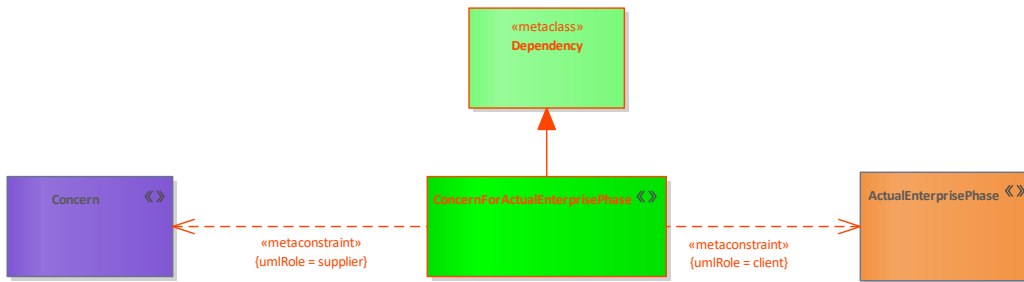 «metaclass»
Dependency
Concern «»
ConcernForActualEnterprisePhase «»
ActualEnterprisePhase «»
«metaconstraint»
{umlRole = supplier}
«metaconstraint»
{umlRole = client}